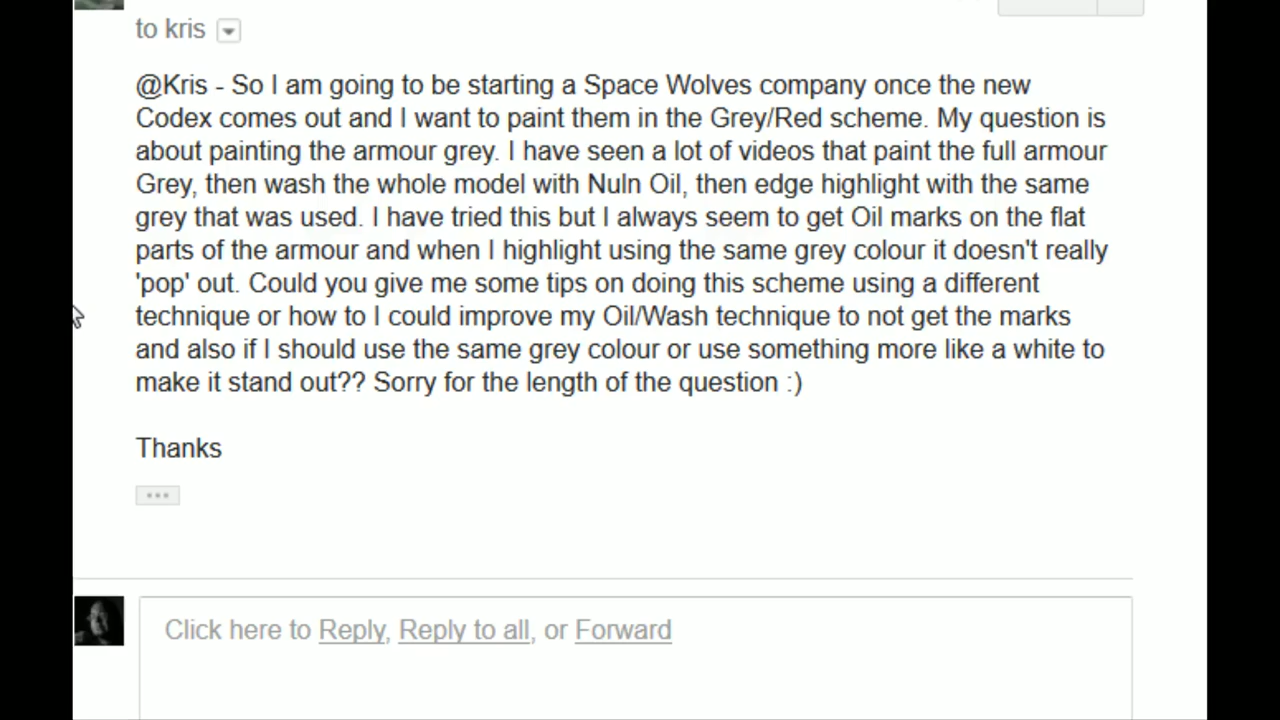 to kris
@Kris - So I am going to be starting a Space Wolves company once the new
Codex comes out and I want to paint them in the Grey/Red scheme. My question is
about painting the armour grey. I have seen a lot of videos that paint the full armour
Grey, then wash the whole model with Nuln Oil, then edge highlight with the same
grey that was used. I have tried this but I always seem to get Oil marks on the flat
parts of the armour and when I highlight using the same grey colour it doesn't really
'pop' out. Could you give me some tips on doing this scheme using a different
technique or how to I could improve my Oil/Wash technique to not get the marks
and also if I should use the same grey colour or use something more like a white to
make it stand out?? Sorry for the length of the question :)
Thanks
Click here to Reply, Reply to all, or Forward